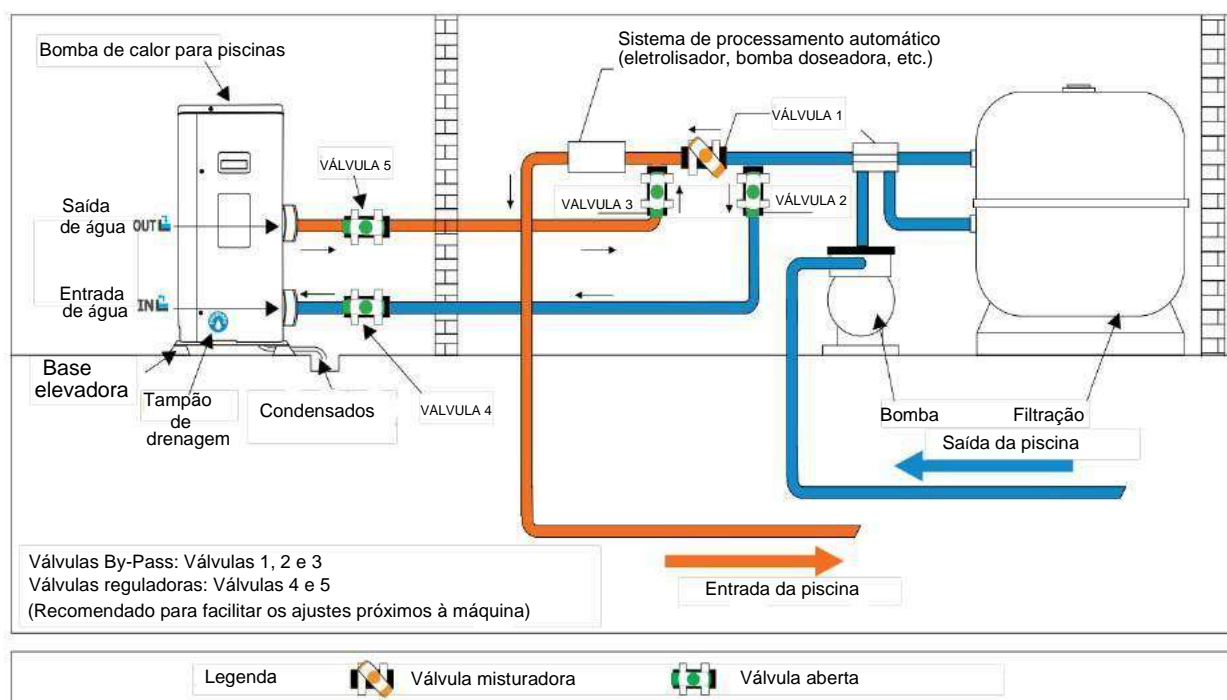 Bomba de calor para piscinas
Sistema de processamento automático
(eletrolisador, bomba doseadora, etc.)
VÁLVULA 1
VÁLVULA 5
VALVULA 3
VÁLVULA 2
Saída
de água
OUT
Entrada
de água
IN
Base
elevadora
Tampão
de
drenagem
Condensados
VALVULA 4
Bomba
Filtração
Saída da piscina
Entrada da piscina
Válvulas By-Pass: Válvulas 1, 2 e 3
Válvulas reguladoras: Válvulas 4 e 5
(Recomendado para facilitar os ajustes próximos à máquina)
Legenda
Válvula misturadora
Válvula aberta